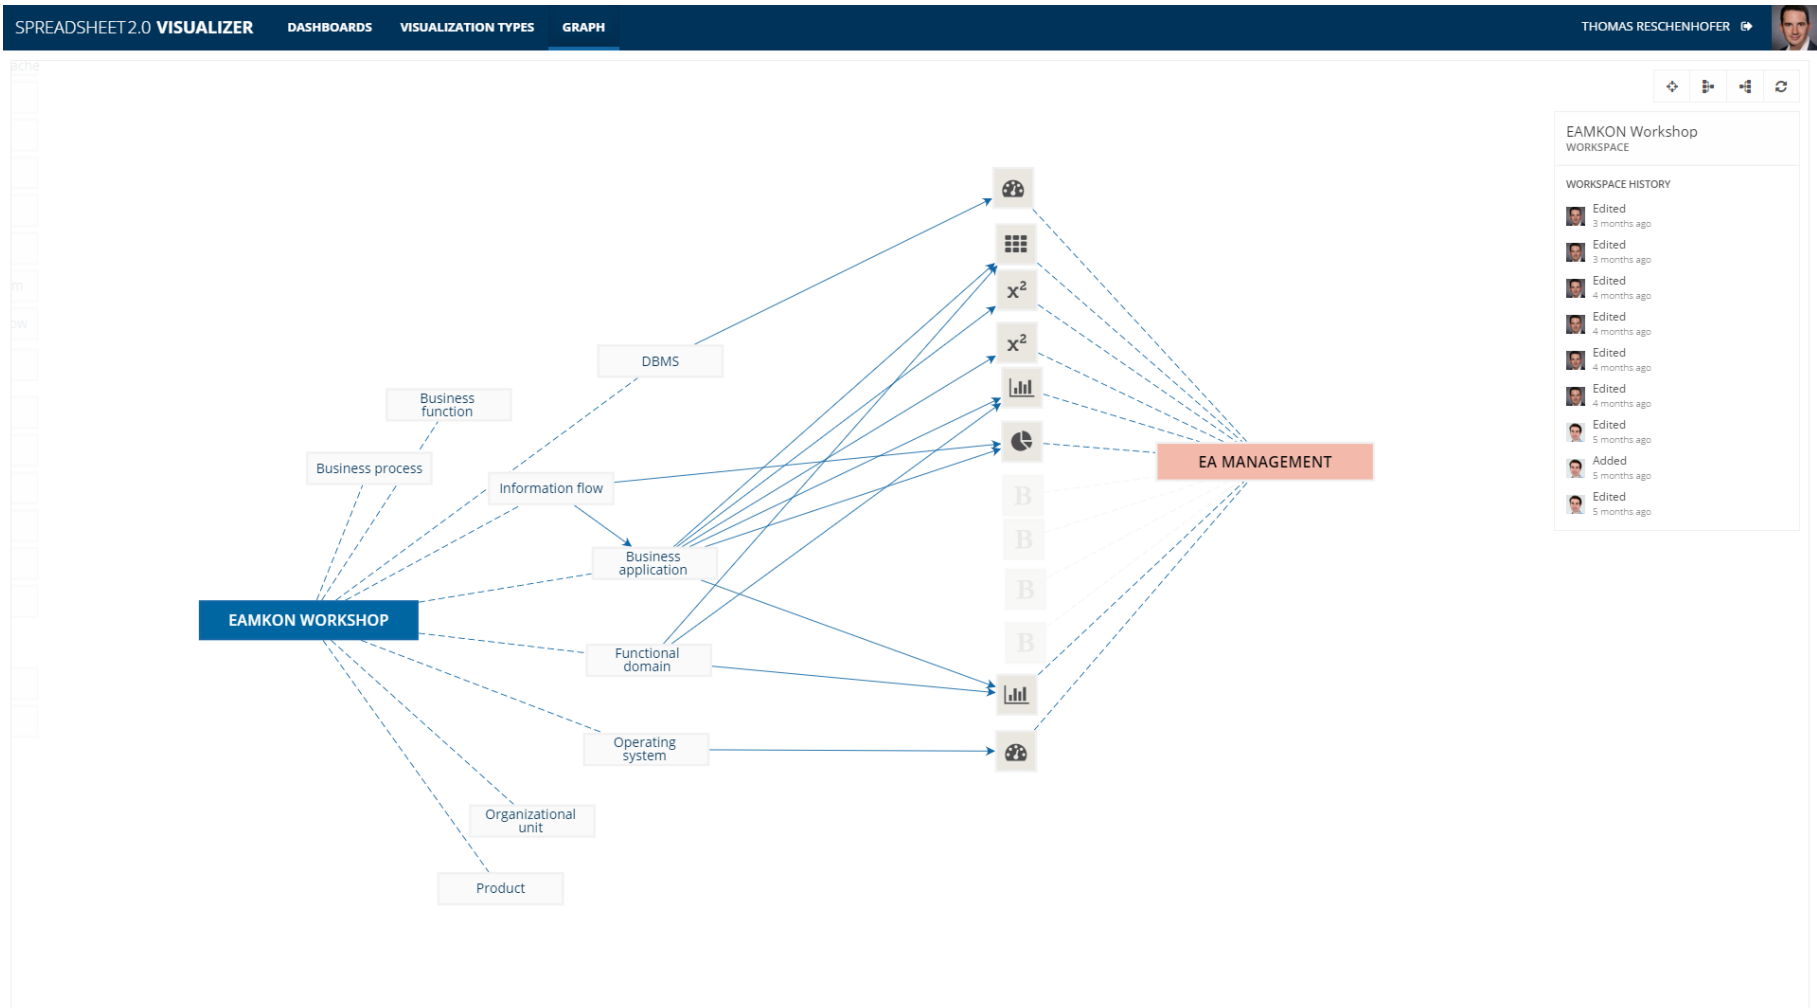 SPREADSHEET 2.0 VISUALIZER
DASHBOARDS
VISUALIZATION TYPES
GRAPH
THOMAS RESCHENHOFER
ache
m
ow
DBMS
Business
function
Business process
Information flow
Business
application
EAMKON WORKSHOP
Functional
domain
Operating
system
Organizational
unit
Product
x²
x²
B
B
B
B
EA MANAGEMENT
EAMKON Workshop
WORKSPACE
WORKSPACE HISTORY
Edited
3 months ago
Edited
3 months ago
Edited
4 months ago
Edited
4 months ago
Edited
4 months ago
Edited
4 months ago
Edited
5 months ago
Added
5 months ago
Edited
5 months ago